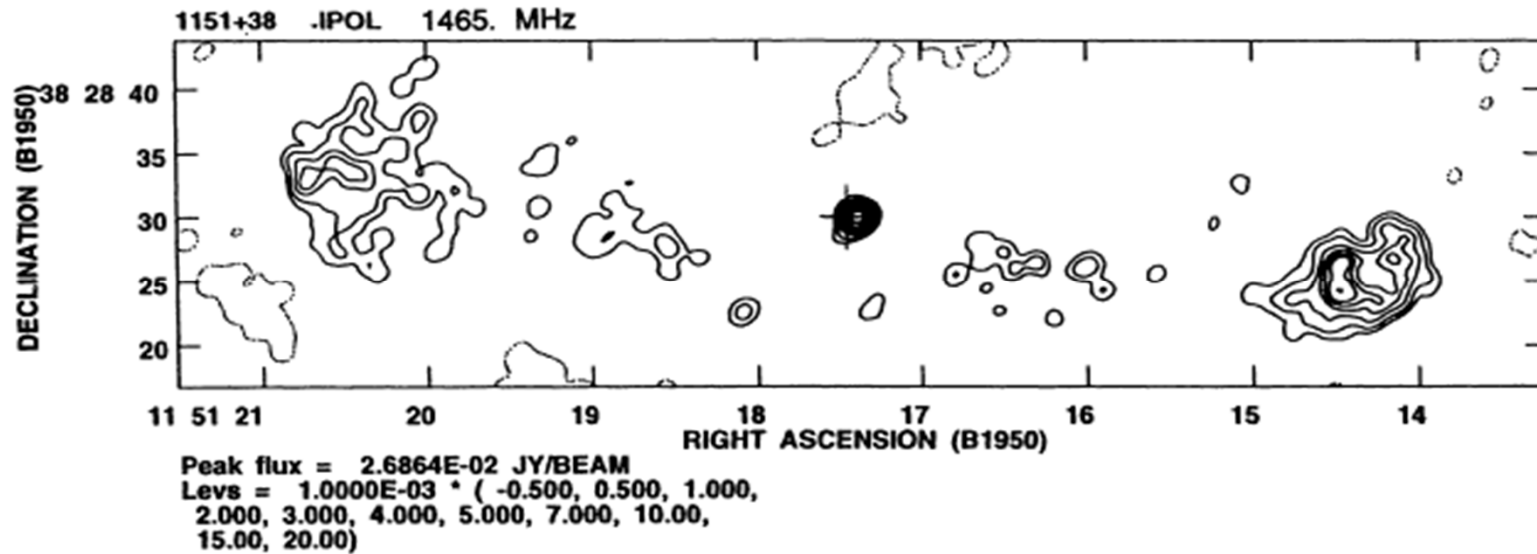 1151+38 .IPOL 1465. MHz
DECLINATION (B1950)
38 28 40
35
30
25
20
11 51 21 20 19 18 17 16 15 14
RIGHT ASCENSION (B1950)
Peak flux = 2.6864E-02 JY/BEAM
Levs = 1.0000E-03 * ( -0.500, 0.500, 1.000,
2.000, 3.000, 4.000, 5.000, 7.000, 10.00,
15.00, 20.00)